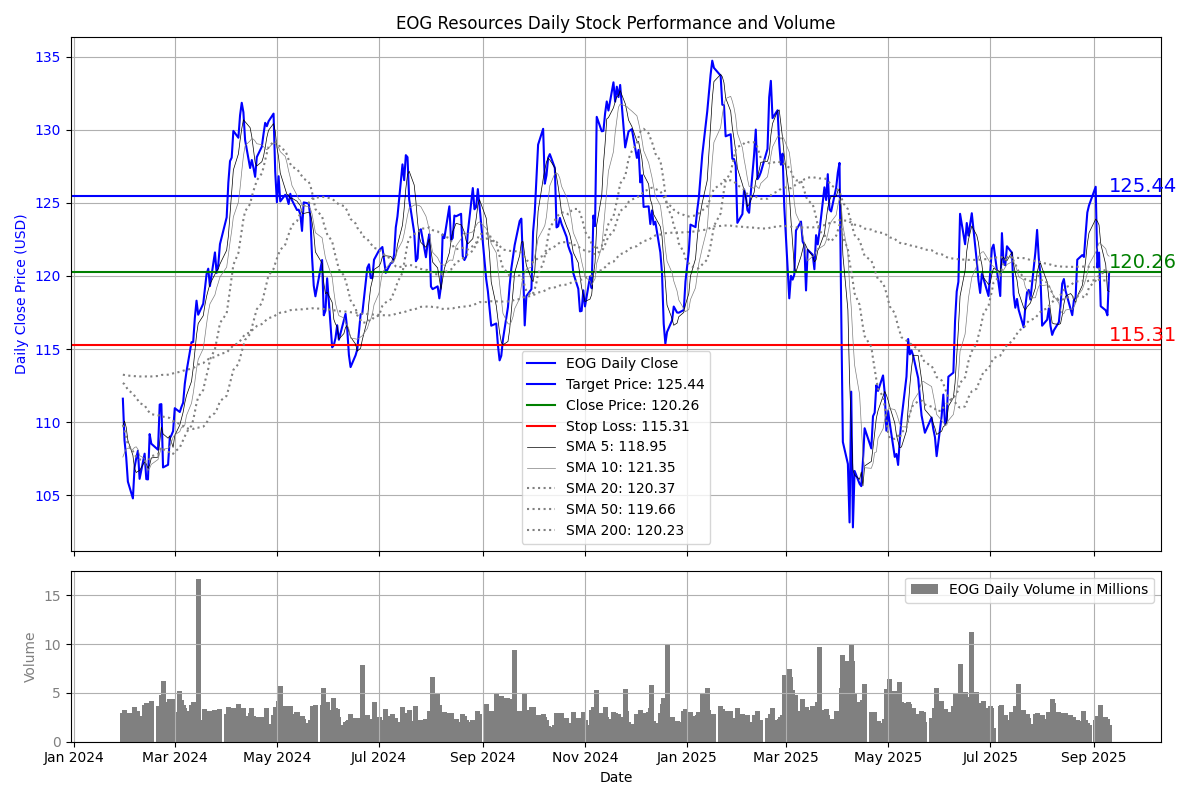 EOG Resources Daily Stock Performance and Volume
Daily Close Price (USD)
135
130
125
120
115
110
105
125.44
120.26
115.31
EOG Daily Close
Target Price: 125.44
Close Price: 120.26
Stop Loss: 115.31
SMA 5: 118.95
SMA 10: 121.35
SMA 20: 120.37
SMA 50: 119.66
SMA 200: 120.23
Volume
15
10
5
0
EOG Daily Volume in Millions
Jan 2024
Mar 2024
May 2024
Jul 2024
Sep 2024
Nov 2024
Jan 2025
Mar 2025
May 2025
Jul 2025
Sep 2025
Date